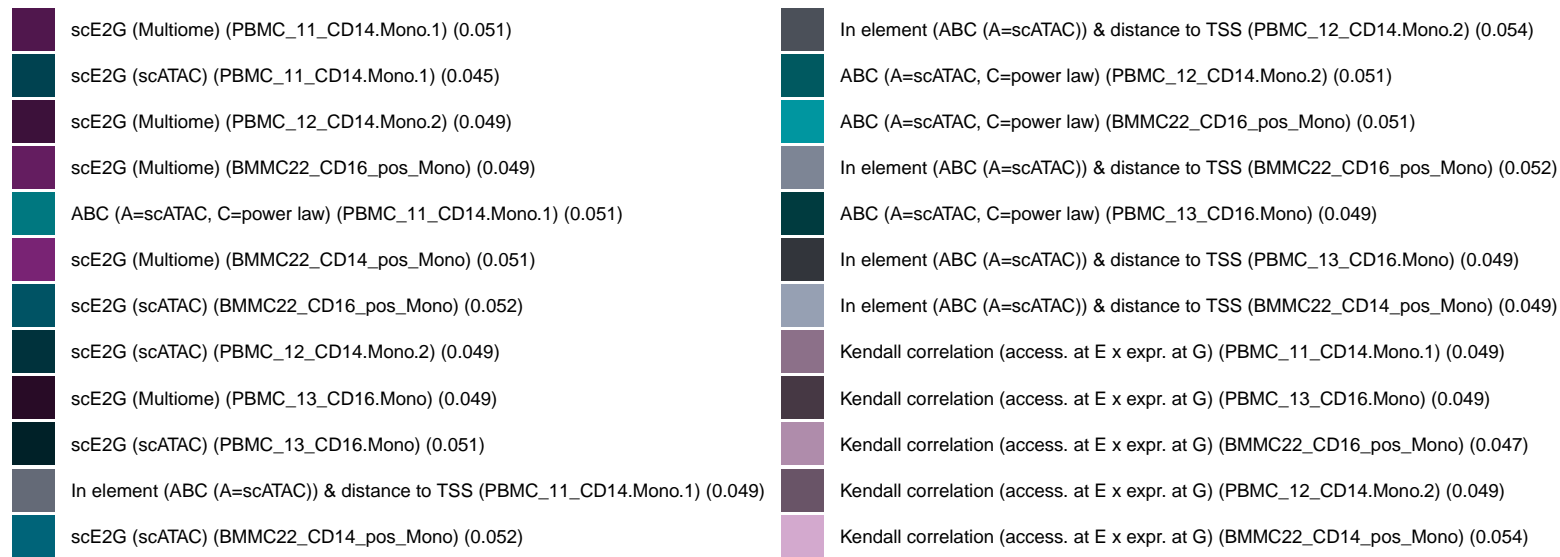 scE2G (Multiome) (PBMC_11_CD14.Mono.1) (0.051)
scE2G (scATAC) (PBMC_11_CD14.Mono.1) (0.045)
scE2G (Multiome) (PBMC_12_CD14.Mono.2) (0.049)
scE2G (Multiome) (BMMC22_CD16_pos_Mono) (0.049)
ABC (A=scATAC, C=power law) (PBMC_11_CD14.Mono.1) (0.051)
scE2G (Multiome) (BMMC22_CD14_pos_Mono) (0.051)
scE2G (scATAC) (BMMC22_CD16_pos_Mono) (0.052)
scE2G (scATAC) (PBMC_12_CD14.Mono.2) (0.049)
scE2G (Multiome) (PBMC_13_CD16.Mono) (0.049)
scE2G (scATAC) (PBMC_13_CD16.Mono) (0.051)
In element (ABC (A=scATAC)) & distance to TSS (PBMC_11_CD14.Mono.1) (0.049)
scE2G (scATAC) (BMMC22_CD14_pos_Mono) (0.052)
In element (ABC (A=scATAC)) & distance to TSS (PBMC_12_CD14.Mono.2) (0.054)
ABC (A=scATAC, C=power law) (PBMC_12_CD14.Mono.2) (0.051)
ABC (A=scATAC, C=power law) (BMMC22_CD16_pos_Mono) (0.051)
In element (ABC (A=scATAC)) & distance to TSS (BMMC22_CD16_pos_Mono) (0.052)
ABC (A=scATAC, C=power law) (PBMC_13_CD16.Mono) (0.049)
In element (ABC (A=scATAC)) & distance to TSS (PBMC_13_CD16.Mono) (0.049)
In element (ABC (A=scATAC)) & distance to TSS (BMMC22_CD14_pos_Mono) (0.049)
Kendall correlation (access. at E x expr. at G) (PBMC_11_CD14.Mono.1) (0.049)
Kendall correlation (access. at E x expr. at G) (PBMC_13_CD16.Mono) (0.049)
Kendall correlation (access. at E x expr. at G) (BMMC22_CD16_pos_Mono) (0.047)
Kendall correlation (access. at E x expr. at G) (PBMC_12_CD14.Mono.2) (0.049)
Kendall correlation (access. at E x expr. at G) (BMMC22_CD14_pos_Mono) (0.054)